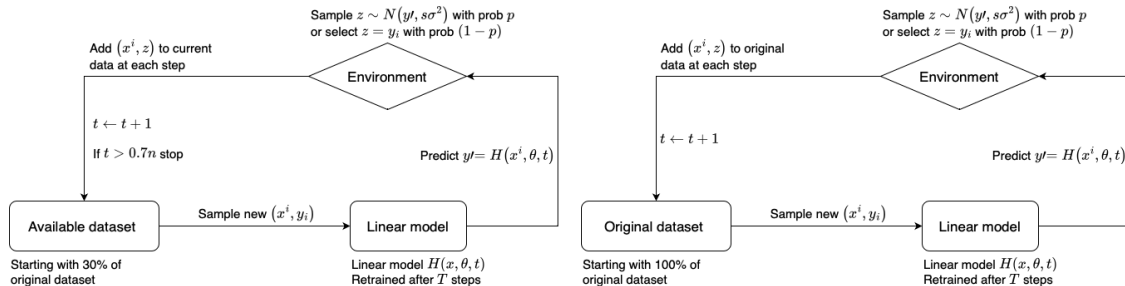 Sample z ∼ N(y′, sσ²) with prob p
or select z = yᵢ with prob (1 − p)
Add (xⁱ, z) to current
data at each step
Environment
t ← t + 1
If t > 0.7n stop
Predict y′= H(xⁱ, θ, t)
Available dataset
Sample new (xⁱ, yᵢ)
Linear model
Starting with 30% of
original dataset
Linear model H(x, θ, t)
Retrained after T steps
Sample z ∼ N(y′, sσ²) with prob p
or select z = yᵢ with prob (1 − p)
Add (xⁱ, z) to original
data at each step
Environment
t ← t + 1
Predict y′= H(xⁱ, θ, t)
Original dataset
Sample new (xⁱ, yᵢ)
Linear model
Starting with 100% of
original dataset
Linear model H(x, θ, t)
Retrained after T steps